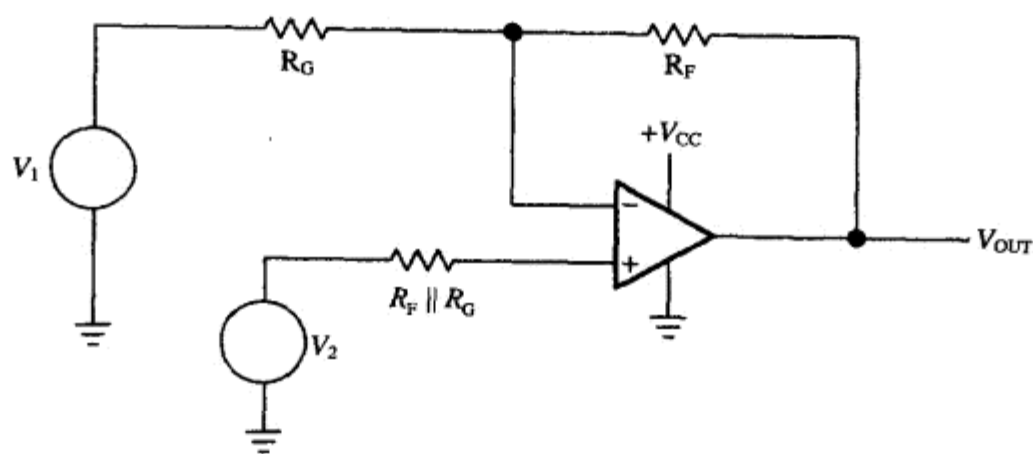 R_G
R_F
+V_CC
V_1
−
V_OUT
+
R_F || R_G
V_2